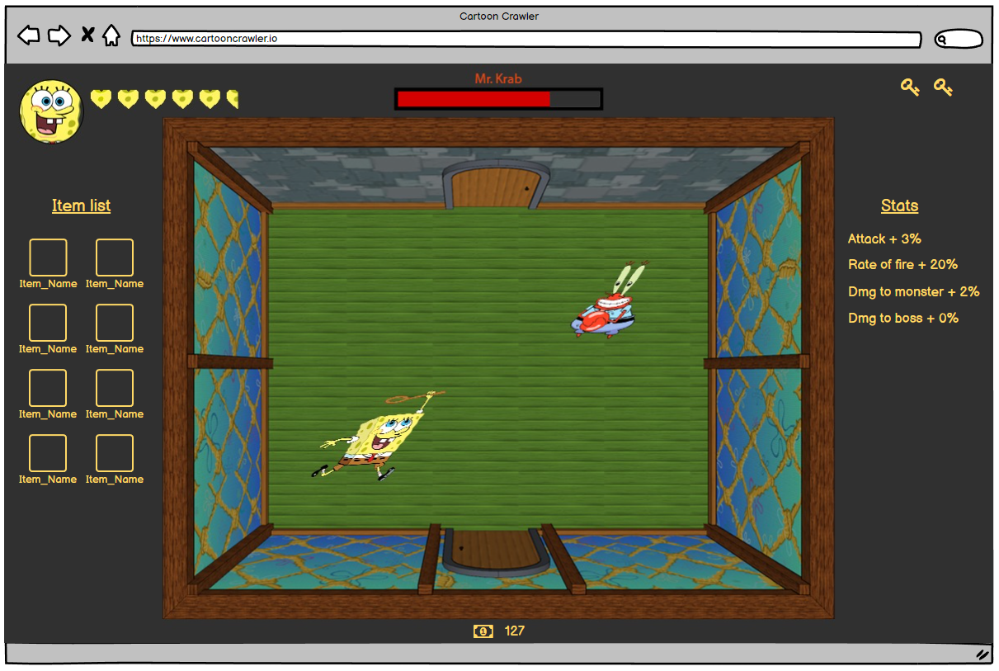 Cartoon Crawler
https://www.cartooncrawler.io
Mr. Krab
Item list
Item_Name Item_Name
Item_Name Item_Name
Item_Name Item_Name
Item_Name Item_Name
Stats
Attack + 3%
Rate of fire + 20%
Dmg to monster + 2%
Dmg to boss + 0%
1 127